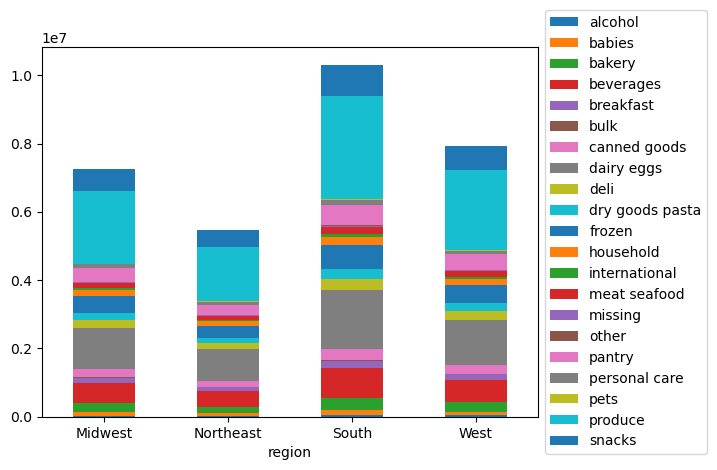 1e7
1.0
0.8
0.6
0.4
0.2
0.0
Midwest Northeast South West
region
alcohol
babies
bakery
beverages
breakfast
bulk
canned goods
dairy eggs
deli
dry goods pasta
frozen
household
international
meat seafood
missing
other
pantry
personal care
pets
produce
snacks